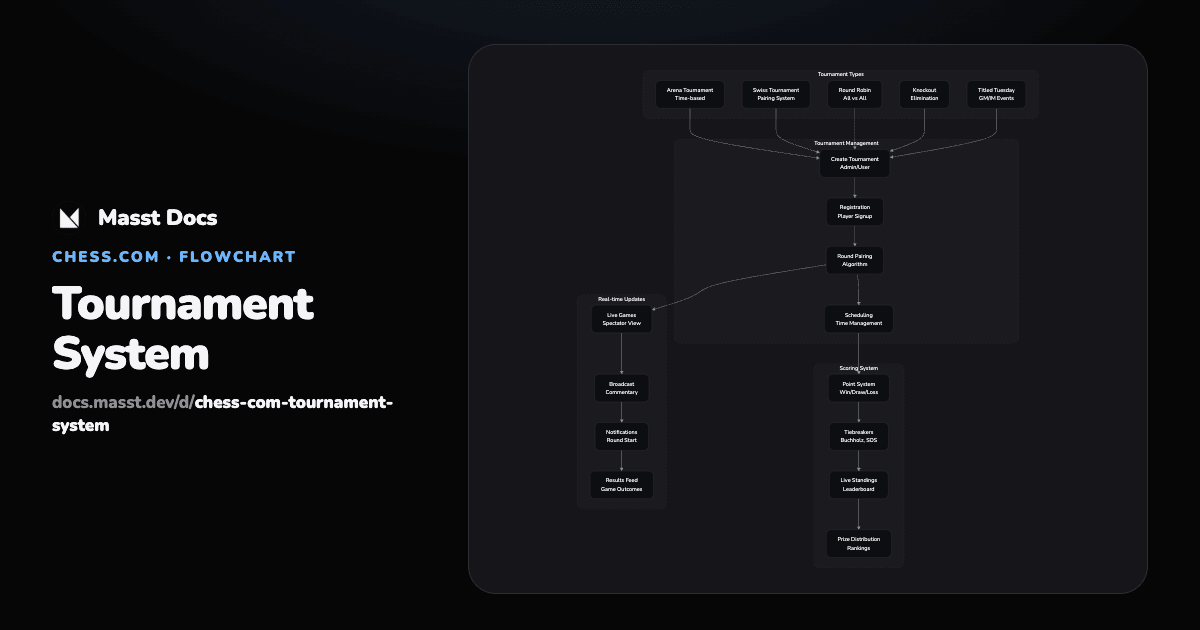 Masst Docs
CHESS.COM · FLOWCHART
Tournament
System
docs.masst.dev/d/chess-com-tournament-
system
Tournament Types
Arena Tournament
Time-based
Swiss Tournament
Pairing System
Round Robin
All vs All
Knockout
Elimination
Titled Tuesday
GM/IM Events
Tournament Management
Create Tournament
Admin/User
Registration
Player Signup
Round Pairing
Algorithm
Scheduling
Time Management
Real-time Updates
Live Games
Spectator View
Broadcast
Commentary
Notifications
Round Start
Results Feed
Game Outcomes
Scoring System
Point System
Win/Draw/Loss
Tiebreakers
Buchholz, SOS
Live Standings
Leaderboard
Prize Distribution
Rankings